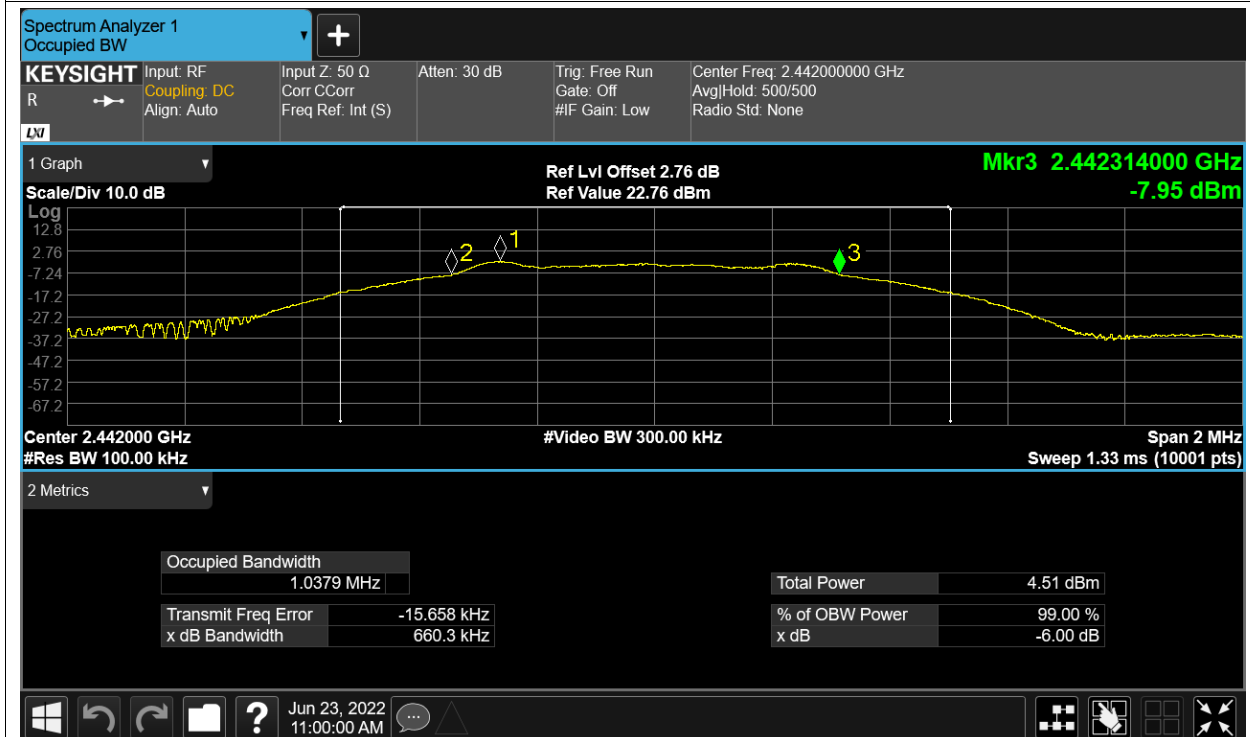 Spectrum Analyzer 1
Occupied BW
+
KEYSIGHT Input: RF Input Z: 50 Ω Atten: 30 dB Trig: Free Run Center Freq: 2.442000000 GHz
R Coupling: DC Corr CCorr Gate: Off Avg|Hold: 500/500
Align: Auto Freq Ref: Int (S) #IF Gain: Low Radio Std: None
LXI
1 Graph Ref Lvl Offset 2.76 dB Mkr3 2.442314000 GHz
Scale/Div 10.0 dB Ref Value 22.76 dBm -7.95 dBm
Log
12.8
2.76
-7.24
-17.2
-27.2
-37.2
-47.2
-57.2
-67.2
2 1 3
Center 2.442000 GHz #Video BW 300.00 kHz Span 2 MHz
#Res BW 100.00 kHz Sweep 1.33 ms (10001 pts)
2 Metrics
Occupied Bandwidth
1.0379 MHz
Total Power 4.51 dBm
Transmit Freq Error -15.658 kHz % of OBW Power 99.00 %
x dB Bandwidth 660.3 kHz x dB -6.00 dB
? Jun 23, 2022
11:00:00 AM